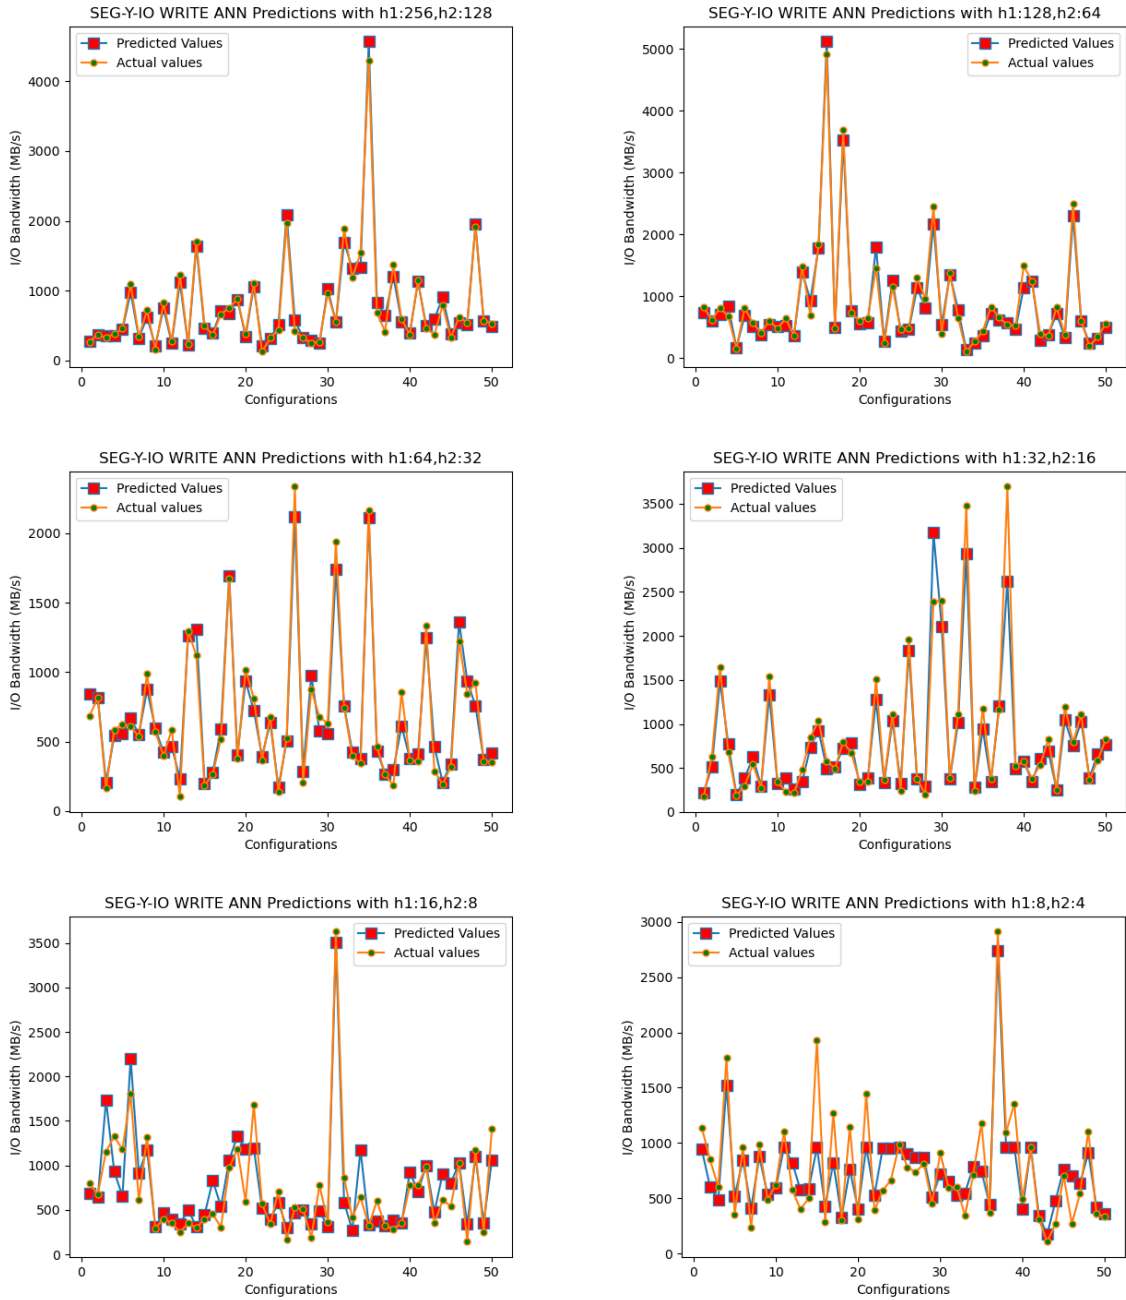 SEG-Y-IO WRITE ANN Predictions with h1:256,h2:128
Predicted Values
Actual values
I/O Bandwidth (MB/s)
4000
3000
2000
1000
0
0 10 20 30 40 50
Configurations
SEG-Y-IO WRITE ANN Predictions with h1:128,h2:64
Predicted Values
Actual values
I/O Bandwidth (MB/s)
5000
4000
3000
2000
1000
0
0 10 20 30 40 50
Configurations
SEG-Y-IO WRITE ANN Predictions with h1:64,h2:32
Predicted Values
Actual values
I/O Bandwidth (MB/s)
2000
1500
1000
500
0
0 10 20 30 40 50
Configurations
SEG-Y-IO WRITE ANN Predictions with h1:32,h2:16
Predicted Values
Actual values
I/O Bandwidth (MB/s)
3500
3000
2500
2000
1500
1000
500
0
0 10 20 30 40 50
Configurations
SEG-Y-IO WRITE ANN Predictions with h1:16,h2:8
Predicted Values
Actual values
I/O Bandwidth (MB/s)
3500
3000
2500
2000
1500
1000
500
0
0 10 20 30 40 50
Configurations
SEG-Y-IO WRITE ANN Predictions with h1:8,h2:4
Predicted Values
Actual values
I/O Bandwidth (MB/s)
3000
2500
2000
1500
1000
500
0
0 10 20 30 40 50
Configurations